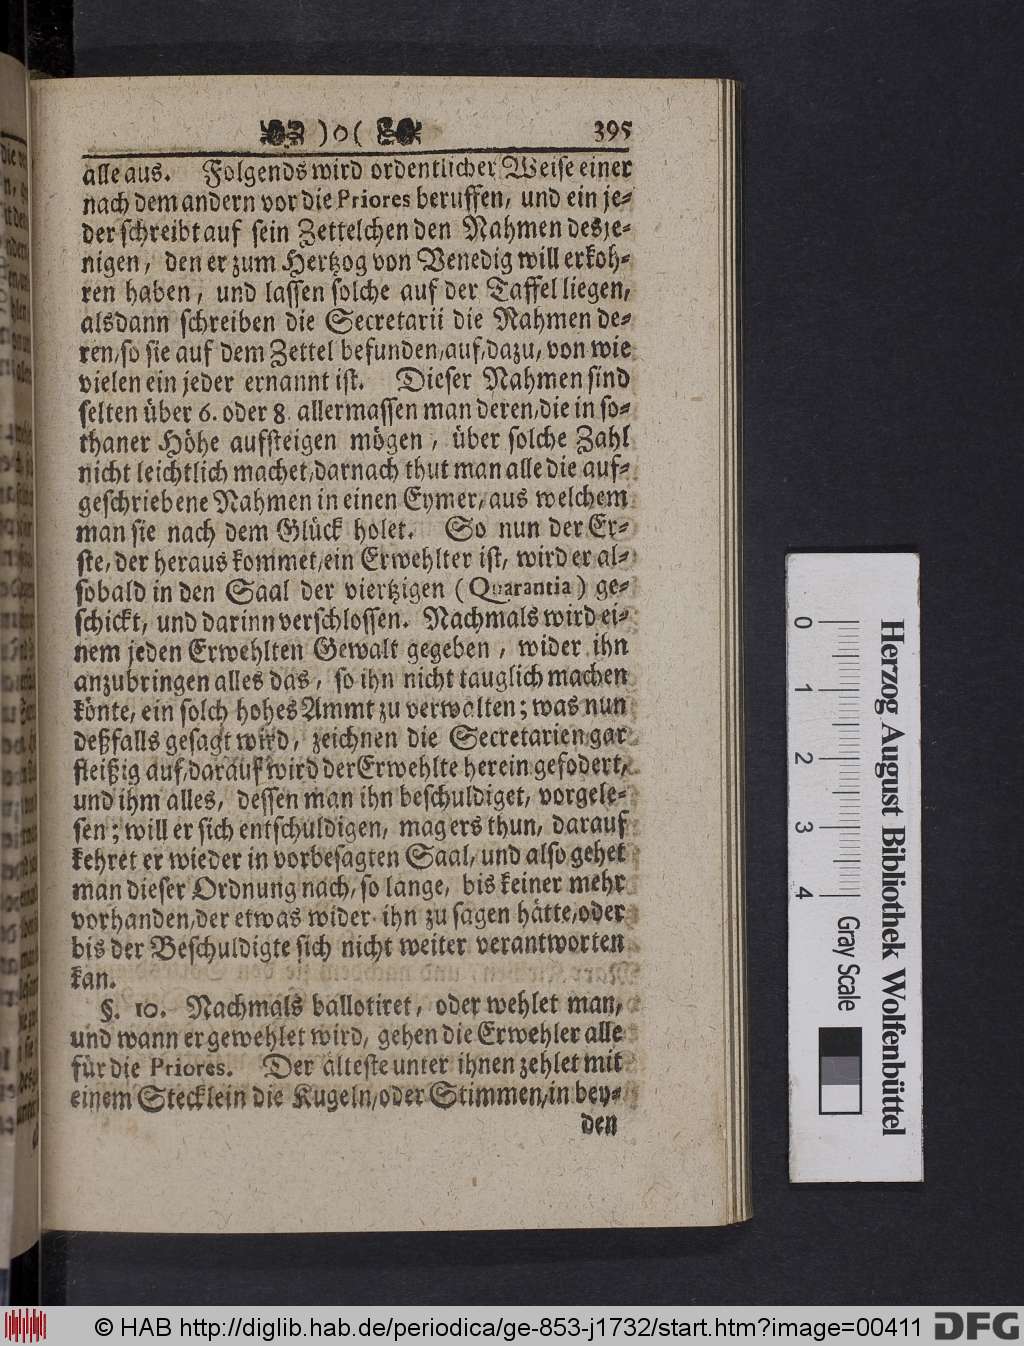 )o( 395
alle aus. Folgends wird ordentlicher Weise einer
nach dem andern vor die Priores beruffen, und ein je-
der schreibt auf sein Zettelchen den Nahmen desje-
nigen, den er zum Hertzog von Venedig will erkoh-
ren haben, und lassen solche auf der Taffel liegen,
alsdann schreiben die Secretarii die Nahmen de-
ren/so sie auf dem Zettel befunden/auf/dazu, von wie
vielen ein jeder ernannt ist. Dieser Nahmen sind
selten über 6. oder 8. allermassen man deren/die in so-
thaner Höhe aufsteigen mögen, über solche Zahl
nicht leichtlich machet/darnach thut man alle die auf-
geschriebene Nahmen in einen Eymer/aus welchem
man sie nach dem Glück holet. So nun der Er-
ste, der heraus kommet/ein Erwehlter ist, wird er al-
sobald in den Saal der viertzigen (Quarantia) ge-
schickt, und darinn verschlossen. Nachmals wird ei-
nem jeden Erwehlten Gewalt gegeben, wider ihn
anzubringen alles das, so ihn nicht tauglich machen
könte, ein solch hohes Ammt zu verwalten; was nun
deßfalls gesagt wird, zeichnen die Secretarien gar
fleißig auf/darauf wird der Erwehlte herein gefodert/
und ihm alles, dessen man ihn beschuldiget, vorgele-
sen; will er sich entschuldigen, mag ers thun, darauf
kehret er wieder in vorbesagten Saal/und also gehet
man dieser Ordnung nach, so lange, bis keiner mehr
vorhanden/der etwas wider ihn zu sagen hätte/oder
bis der Beschuldigte sich nicht weiter verantworten
kan.
§. 10. Nachmals ballotiret, oder wehlet man,
und wann er gewehlet wird, gehen die Erwehler alle
für die Priores. Der älteste unter ihnen zehlet mit
einem Stecklein die Kugeln/oder Stimmen/in bey-
den
0 1 2 3 4
Gray Scale
Herzog August Bibliothek Wolfenbüttel
© HAB http://diglib.hab.de/periodica/ge-853-j1732/start.htm?image=00411 DFG